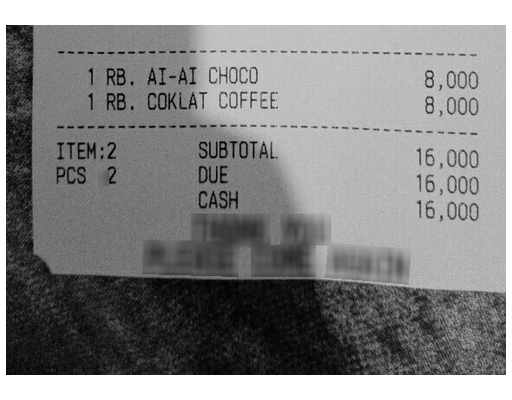 1 RB. AI-AI CHOCO 8,000
1 RB. COKLAT COFFEE 8,000
ITEM:2 SUBTOTAL 16,000
PCS 2 DUE 16,000
CASH 16,000